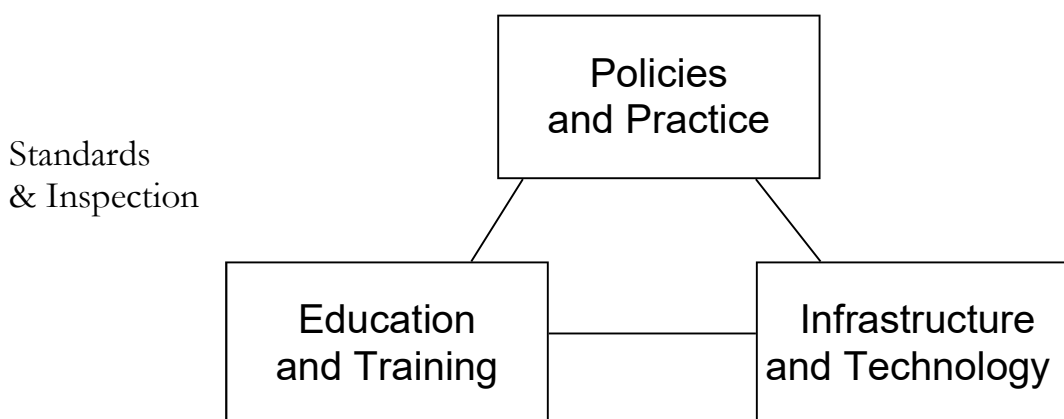 Policies
and Practice
Standards
& Inspection
Education
and Training
Infrastructure
and Technology